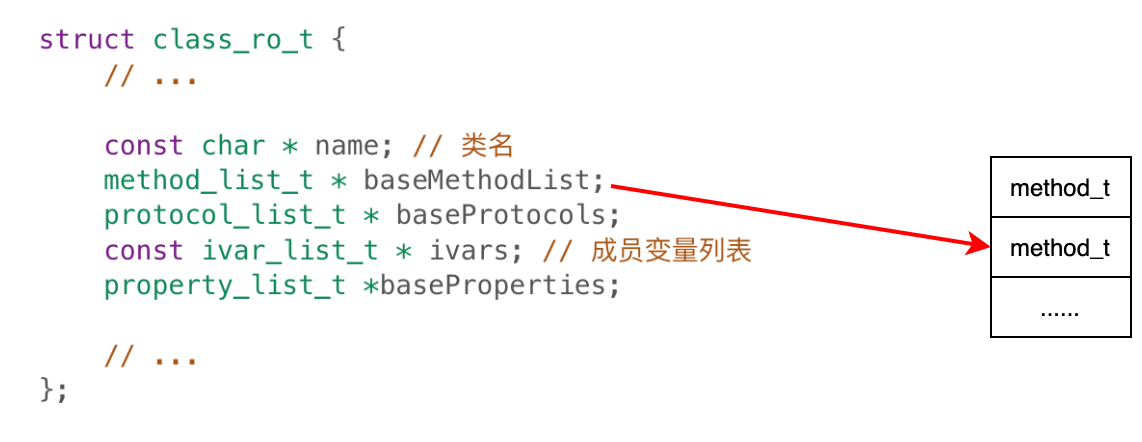 struct class_ro_t {
// ...
const char * name; // 类名
method_list_t * baseMethodList;
protocol_list_t * baseProtocols;
const ivar_list_t * ivars; // 成员变量列表
property_list_t *baseProperties;
// ...
};
method_t
method_t
......